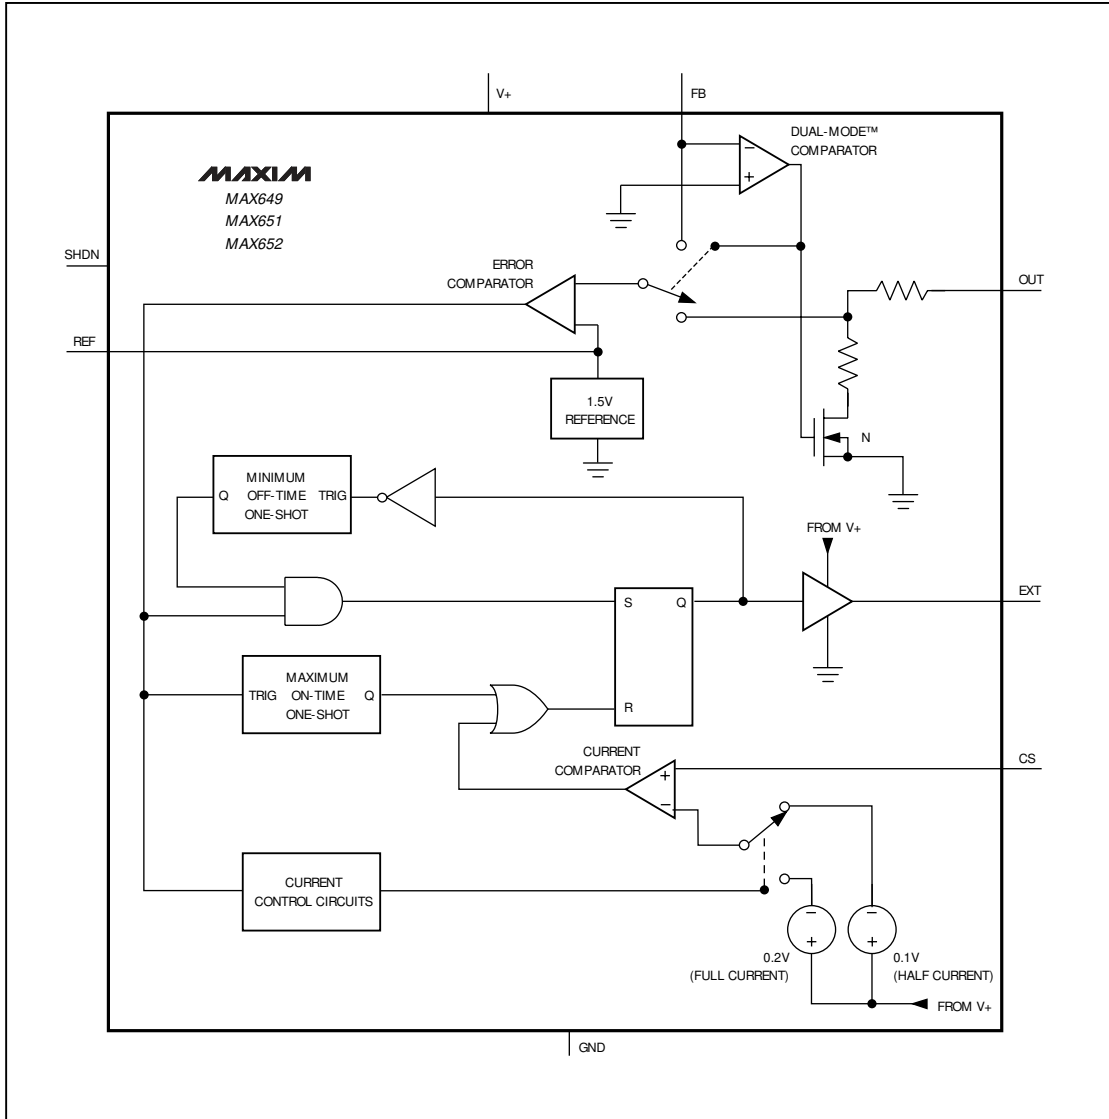 V+
FB
DUAL-MODE™
COMPARATOR
−
+
MAXIM
MAX649
MAX651
MAX652
SHDN
ERROR
COMPARATOR
OUT
REF
1.5V
REFERENCE
N
MINIMUM
Q OFF-TIME TRIG
ONE-SHOT
FROM V+
S Q
EXT
MAXIMUM
TRIG ON-TIME Q
ONE-SHOT
R
CURRENT
COMPARATOR
CS
+
−
CURRENT
CONTROL CIRCUITS
− −
+ +
0.2V
(FULL CURRENT)
0.1V
(HALF CURRENT)
FROM V+
GND